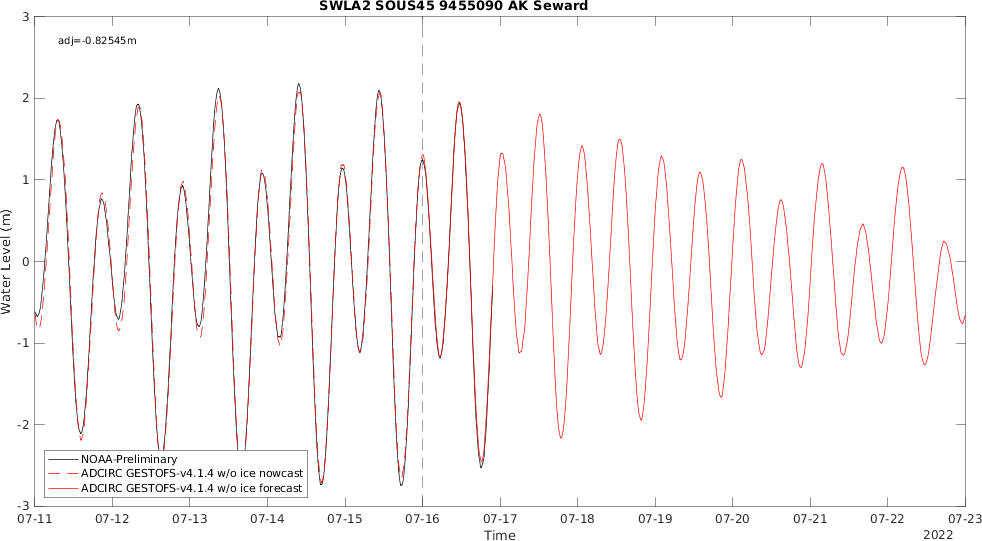 SWLA2 SOUS45 9455090 AK Seward
adj=-0.82545m
Water Level (m)
3
2
1
0
-1
-2
-3
NOAA-Preliminary
ADCIRC GESTOFS-v4.1.4 w/o ice nowcast
ADCIRC GESTOFS-v4.1.4 w/o ice forecast
07-11 07-12 07-13 07-14 07-15 07-16 07-17 07-18 07-19 07-20 07-21 07-22 07-23
Time
2022